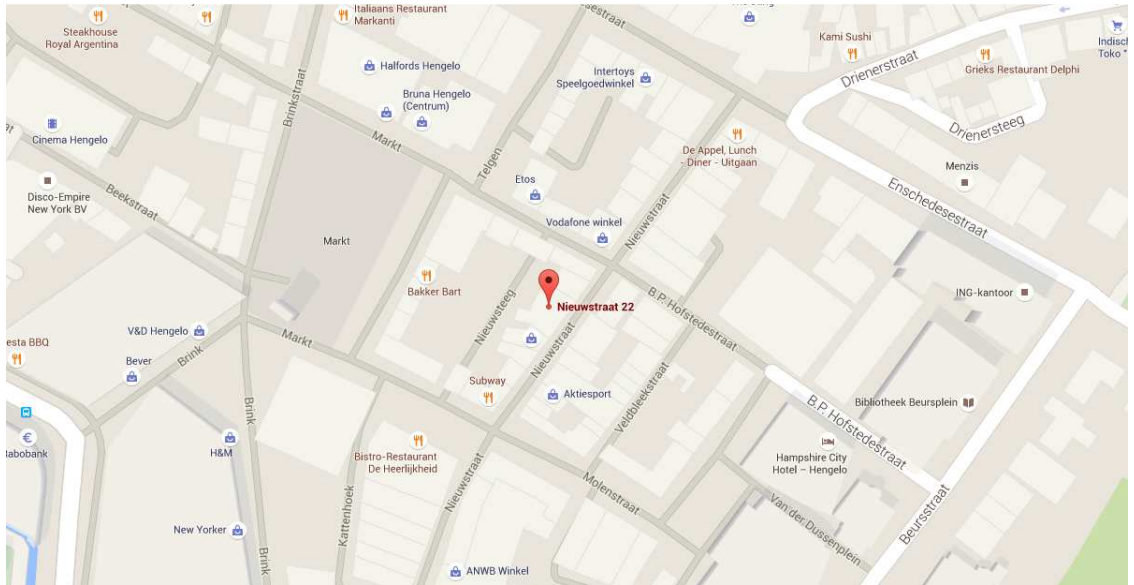 Italiaans Restaurant
Markanti
Steakhouse
Royal Argentina
Kami Sushi
Indisch
Toko "
Drienerstraat
Grieks Restaurant Delphi
Halfords Hengelo
Intertoys
Speelgoedwinkel
Brinkstraat
Bruna Hengelo
(Centrum)
Drienersteeg
Cinema Hengelo
Markt
De Appel, Lunch
- Diner - Uitgaan
Telgen
Menzis
Etos
Disco-Empire
New York BV
Beekstraat
Enschedesestraat
Vodafone winkel
Nieuwstraat
Markt
Bakker Bart
ING-kantoor
Nieuwsteeg
Nieuwstraat 22
B.P. Hofstedestraat
V&D Hengelo
Markt
esta BBQ
Brink
Bever
Nieuwstraat
Subway
Aktiesport
Veldbleekstraat
Bibliotheek Beursplein
B.P. Hofstedestraat
Brink
Rabobank
H&M
Bistro-Restaurant
De Heerlijkheid
Hampshire City
Hotel – Hengelo
Nieuwstraat
Molenstraat
Kattenhoek
Van der Dussenplein
Beursstraat
New Yorker
Brink
ANWB Winkel